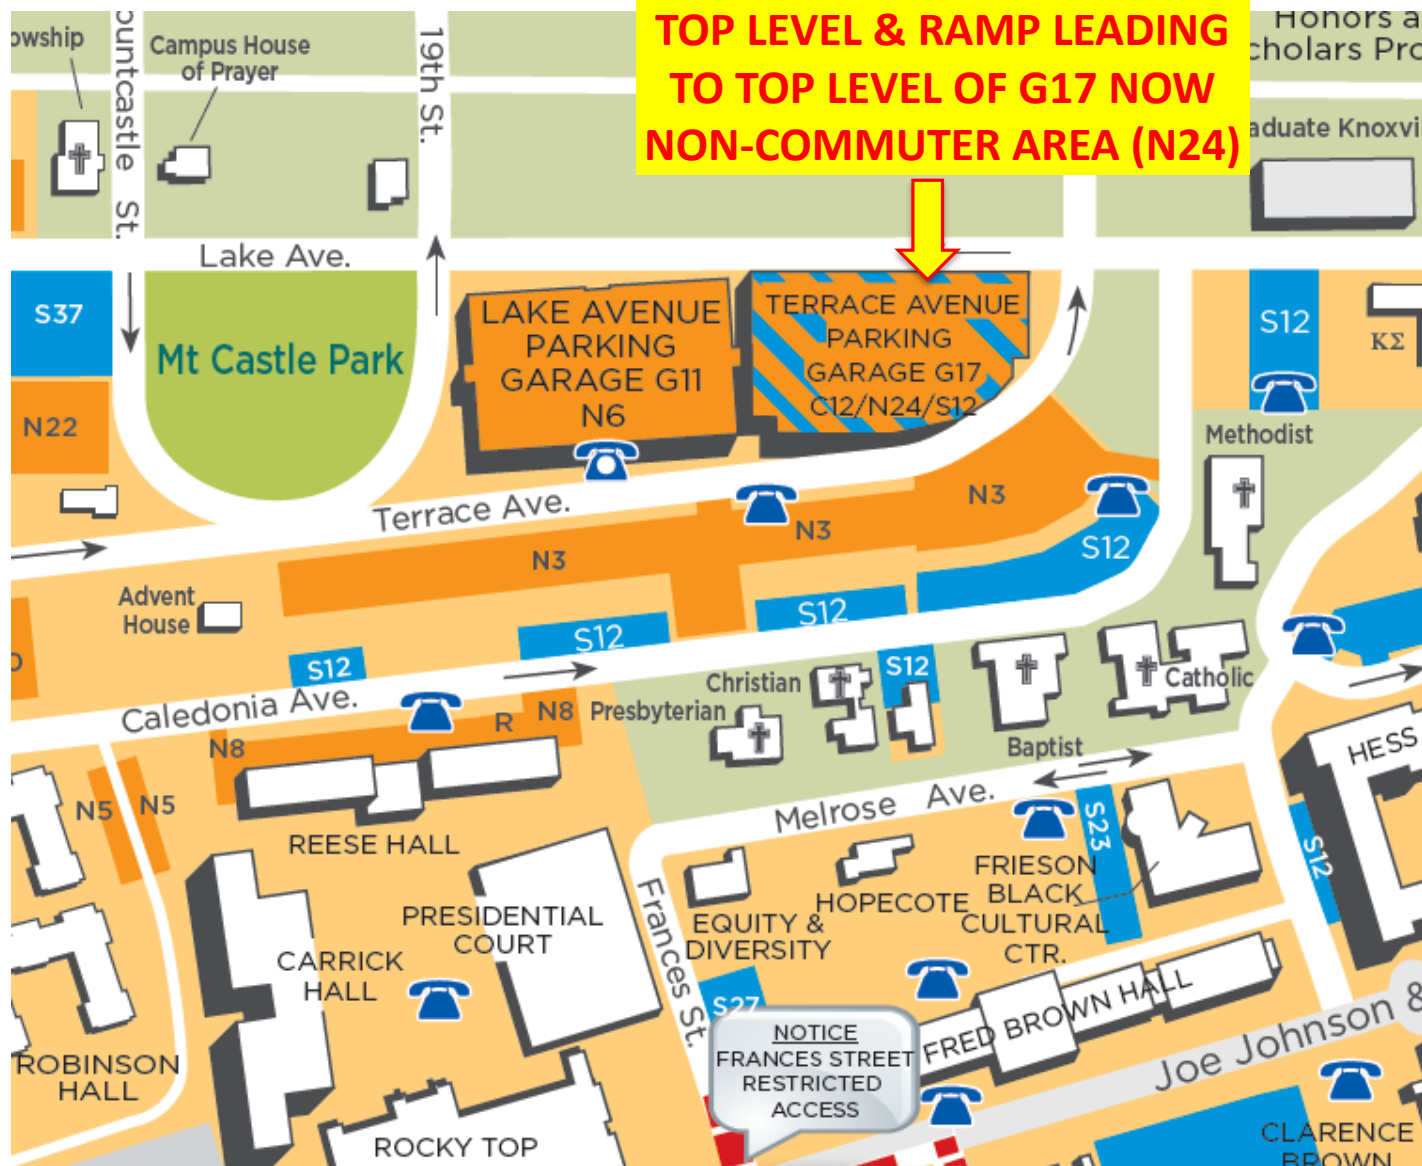 TOP LEVEL & RAMP LEADING
TO TOP LEVEL OF G17 NOW
NON-COMMUTER AREA (N24)
Campus House
of Prayer
19th St.
Lake Ave.
S37
N22
Mt Castle Park
LAKE AVENUE
PARKING
GARAGE G11
N6
TERRACE AVENUE
PARKING
GARAGE G17
C12/N24/S12
S12
ΚΣ
Methodist
Terrace Ave.
N3
N3
N3
S12
Advent
House
S12
S12
S12
S12
Christian
Catholic
Presbyterian
Baptist
Caledonia Ave.
N8
R
N8
N5
N5
REESE HALL
Melrose Ave.
S23
HESS
S12
FRIESON
BLACK
CULTURAL
CTR.
HOPECOTE
EQUITY &
DIVERSITY
Frances St.
PRESIDENTIAL
COURT
CARRICK
HALL
S27
NOTICE
FRANCES STREET
RESTRICTED
ACCESS
FRED BROWN HALL
Joe Johnson &
ROBINSON
HALL
ROCKY TOP
CLARENCE
BROWN